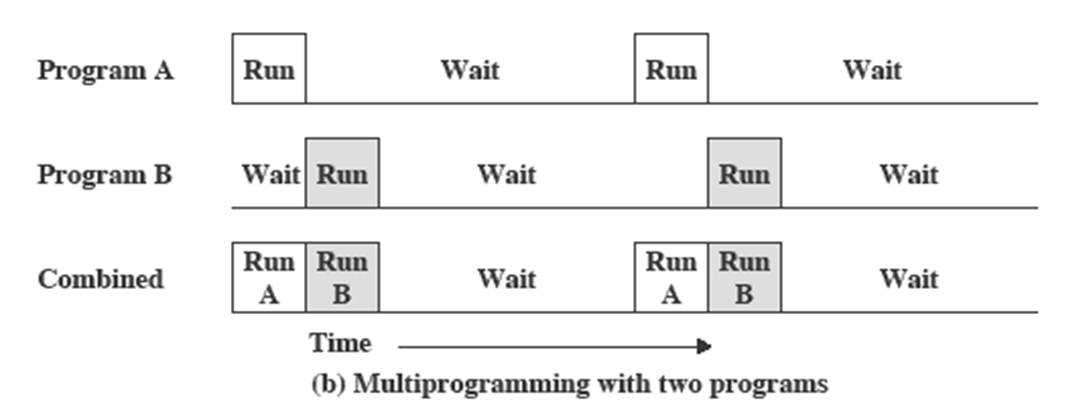 Program A Run Wait Run Wait
Program B Wait Run Wait Run Wait
Combined Run A Run B Wait Run A Run B Wait
Time
(b) Multiprogramming with two programs